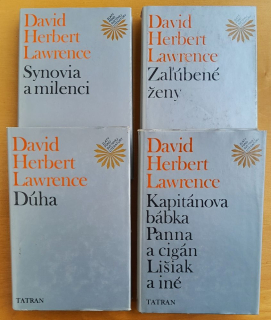 David
Herbert
Lawrence
Synovia
a milenci
David
Herbert
Lawrence
Zaľúbené
ženy
David
Herbert
Lawrence
Dúha
TATRAN
David
Herbert
Lawrence
Kapitánova
bábka
Panna
a cigán
Lišiak
a iné
TATRAN